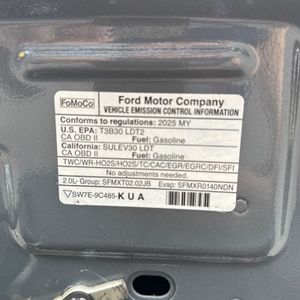 FoMoCo
Ford Motor Company
VEHICLE EMISSION CONTROL INFORMATION
Conforms to regulations: 2025 MY
U.S. EPA: T3B30 LDT2
CA OBD II Fuel: Gasoline
California: SULEV30 LDT
CA OBD II Fuel: Gasoline
TWC/WR-HO2S/HO2S/TC/CAC/EGR/EGRC/DFI/SFI
No adjustments needed.
2.0L- Group: SFMXT02.02JB Evap: SFMXR0140NDN
SW7E-9C485-KUA